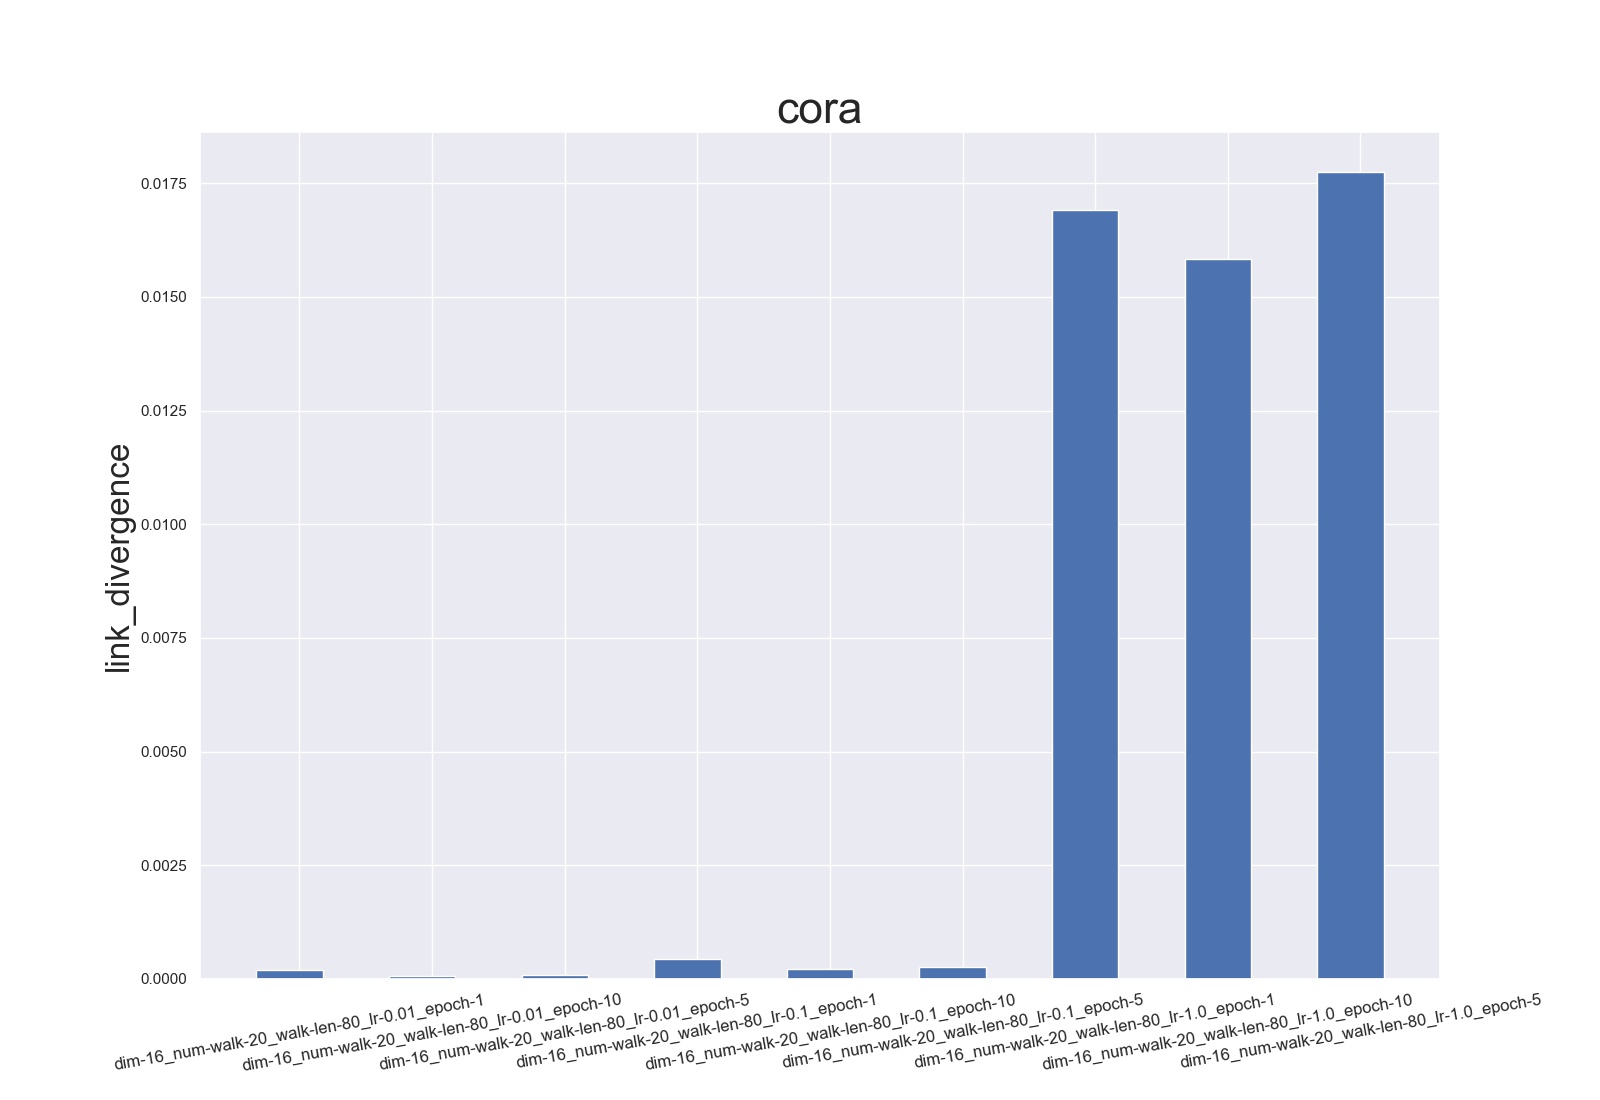 cora
link_divergence
0.0175
0.0150
0.0125
0.0100
0.0075
0.0050
0.0025
0.0000
dim-16_num-walk-20_walk-len-80_lr-0.01_epoch-1
dim-16_num-walk-20_walk-len-80_lr-0.01_epoch-10
dim-16_num-walk-20_walk-len-80_lr-0.01_epoch-5
dim-16_num-walk-20_walk-len-80_lr-0.1_epoch-1
dim-16_num-walk-20_walk-len-80_lr-0.1_epoch-10
dim-16_num-walk-20_walk-len-80_lr-0.1_epoch-5
dim-16_num-walk-20_walk-len-80_lr-1.0_epoch-1
dim-16_num-walk-20_walk-len-80_lr-1.0_epoch-10
dim-16_num-walk-20_walk-len-80_lr-1.0_epoch-5